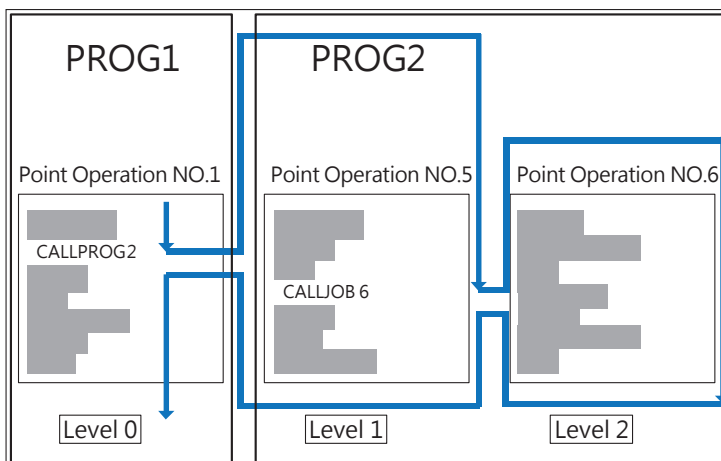 PROG1
PROG2
Point Operation NO.1
Point Operation NO.5
Point Operation NO.6
CALLPROG2
CALLJOB 6
Level 0
Level 1
Level 2